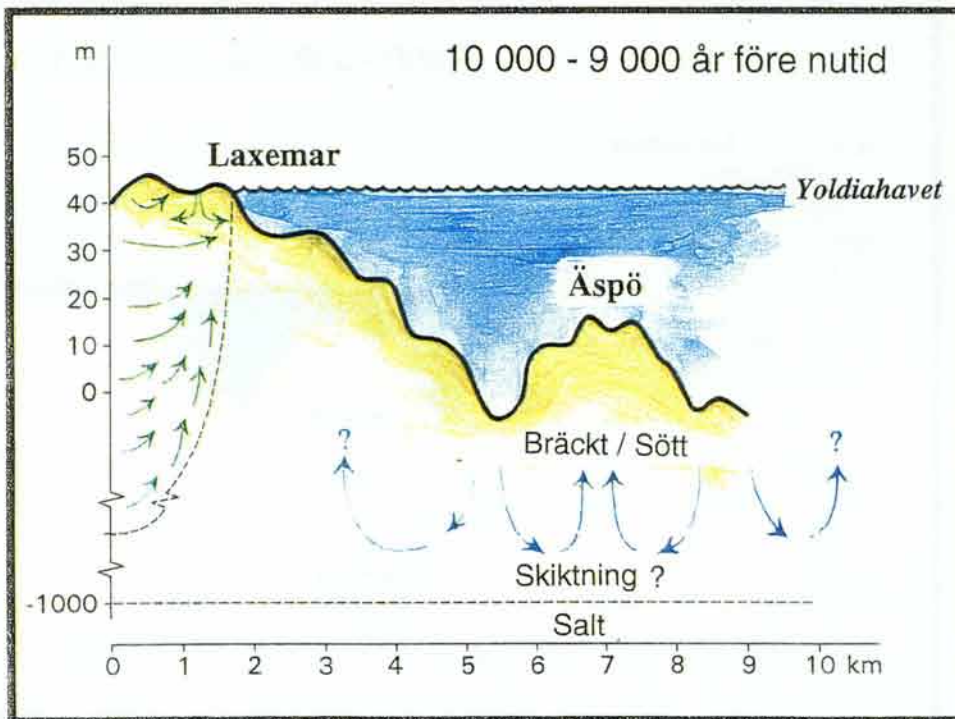 m
10 000 - 9 000 år före nutid
50
Laxemar
40
Yoldiahavet
30
20
Äspö
10
0
?
Bräckt / Sött
?
Skiktning ?
-1000
Salt
0 1 2 3 4 5 6 7 8 9 10 km